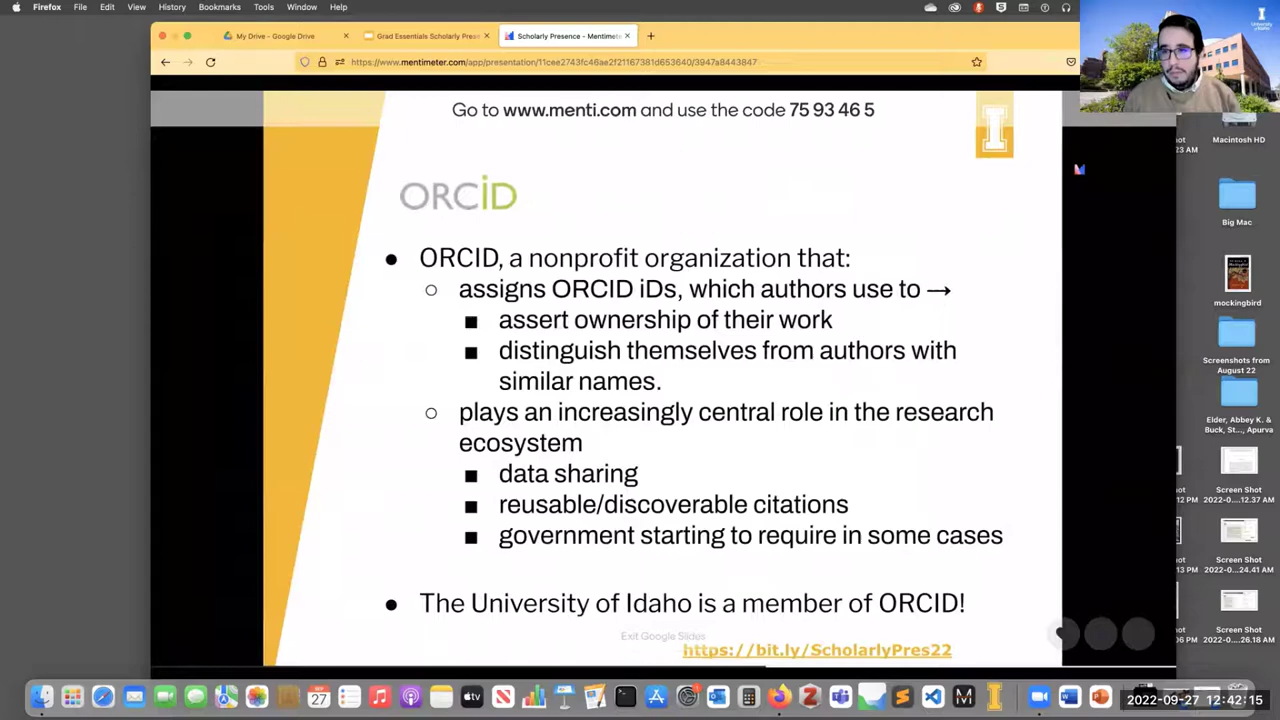 Firefox File Edit View History Bookmarks Tools Window Help
My Drive - Google Drive
Grad Essentials Scholarly Pres
Scholarly Presence - Mentimete
https://www.mentimeter.com/app/presentation/11cee2743fc46ae2f21167381d653640/3947a8443847
Go to www.menti.com and use the code 75 93 46 5
ORCiD
● ORCID, a nonprofit organization that:
○ assigns ORCID iDs, which authors use to →
■ assert ownership of their work
■ distinguish themselves from authors with
similar names.
○ plays an increasingly central role in the research
ecosystem
■ data sharing
■ reusable/discoverable citations
■ government starting to require in some cases
● The University of Idaho is a member of ORCID!
Exit Google Slides
https://bit.ly/ScholarlyPres22
University of Idaho
Macintosh HD
Big Mac
mockingbird
Screenshots from
August 22
Elder, Abbey K. &
Buck, St..., Apurva
Screen Shot
2022-0....12.37 AM
Screen Shot
2022-0...24.41 AM
Screen Shot
2022-0...26.18 AM
27
2022-09-27 12:42:15